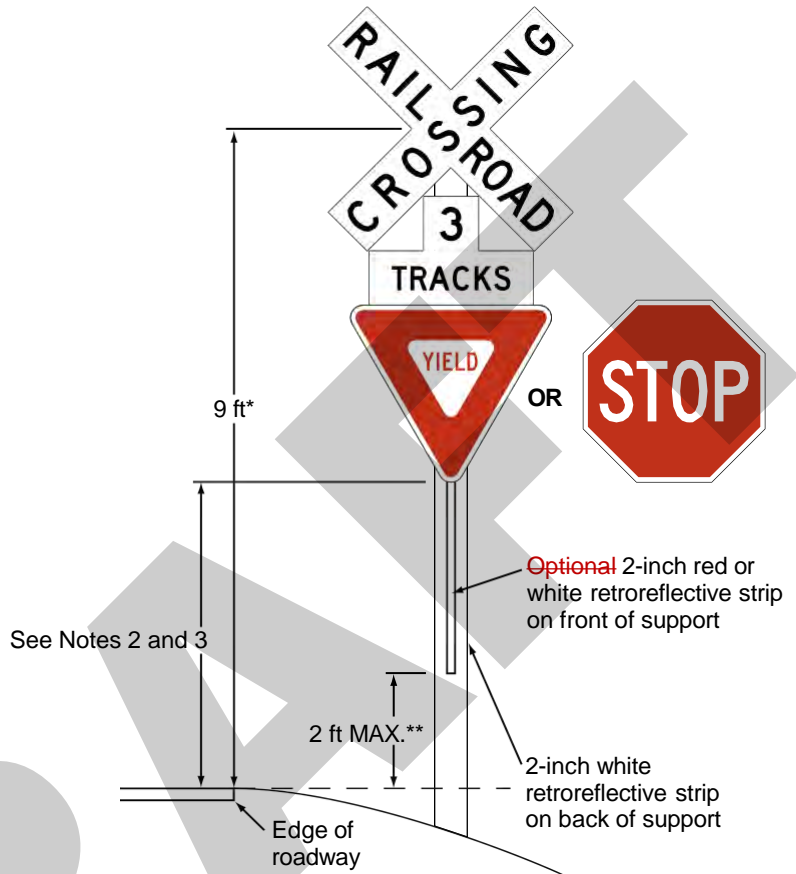 RAILROAD
CROSSING
3
TRACKS
YIELD
OR
STOP
9 ft*
See Notes 2 and 3
Optional 2-inch red or
white retroreflective strip
on front of support
2 ft MAX.**
2-inch white
retroreflective strip
on back of support
Edge of
roadway
DRAFT